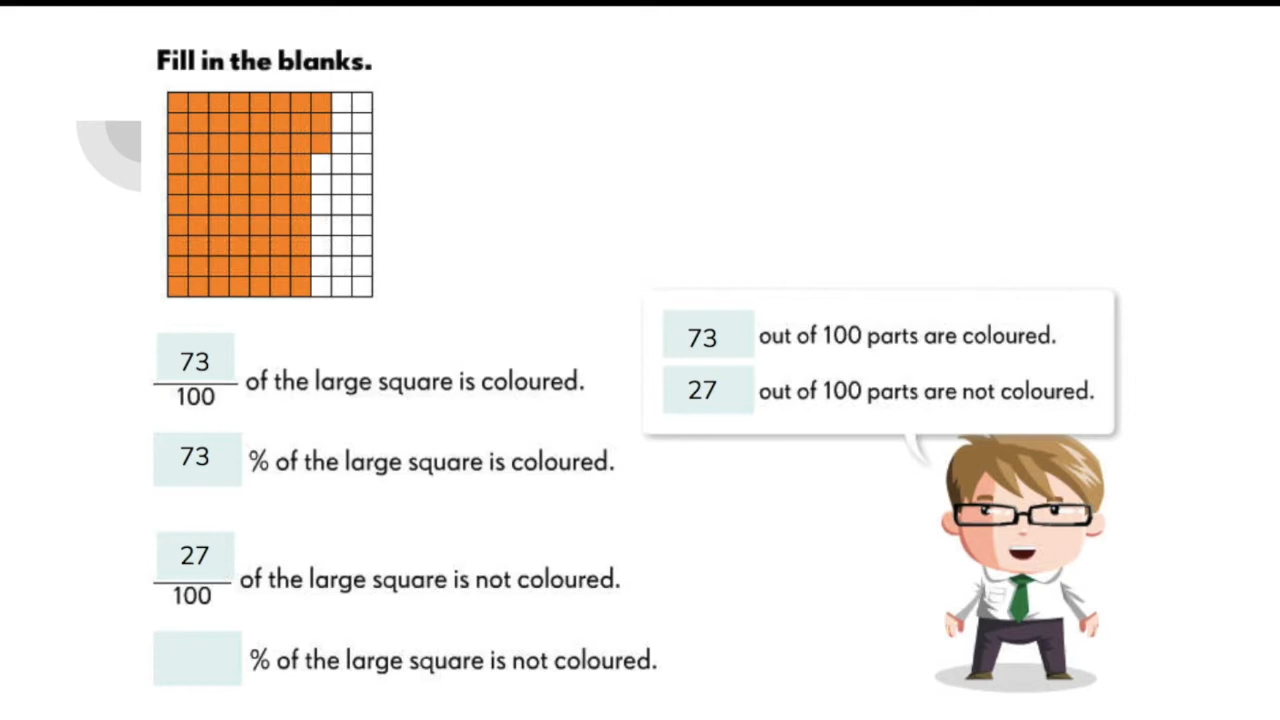 Fill in the blanks.
73
100
of the large square is coloured.
73 % of the large square is coloured.
27
100
of the large square is not coloured.
% of the large square is not coloured.
73 out of 100 parts are coloured.
27 out of 100 parts are not coloured.